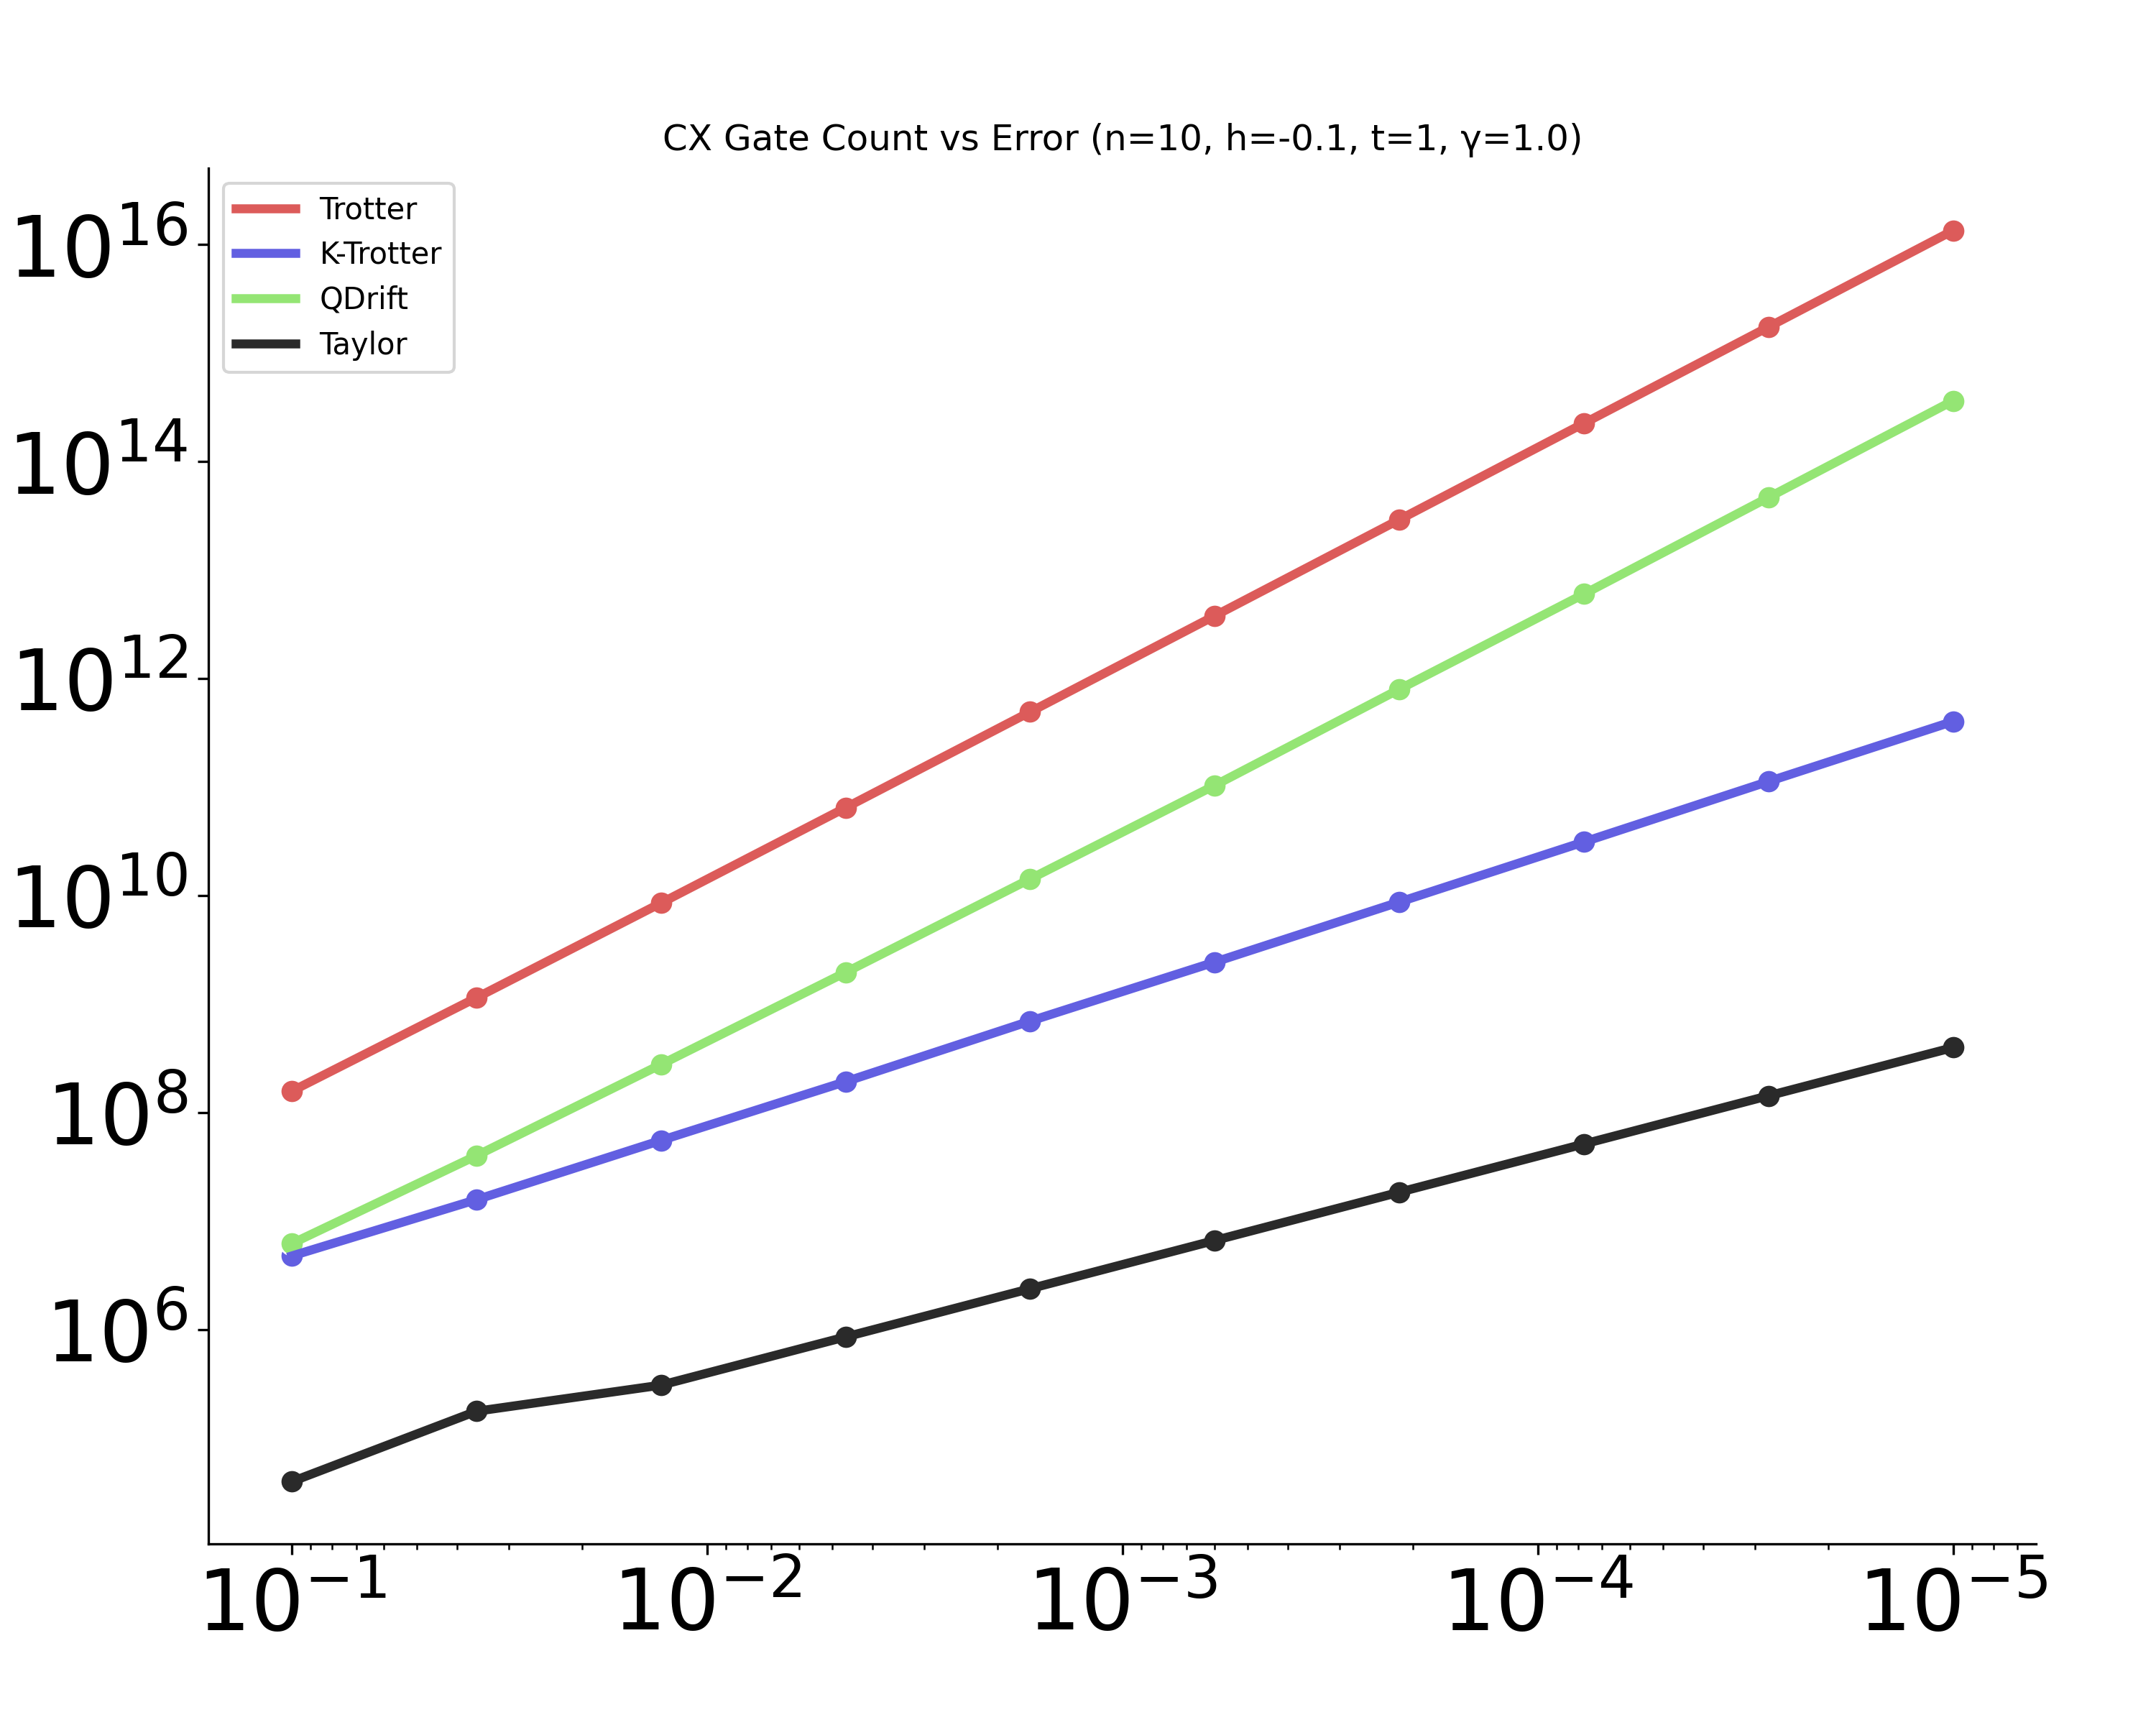 CX Gate Count vs Error (n=10, h=-0.1, t=1, γ=1.0)
Trotter
K-Trotter
QDrift
Taylor
10^16
10^14
10^12
10^10
10^8
10^6
10^−1 10^−2 10^−3 10^−4 10^−5